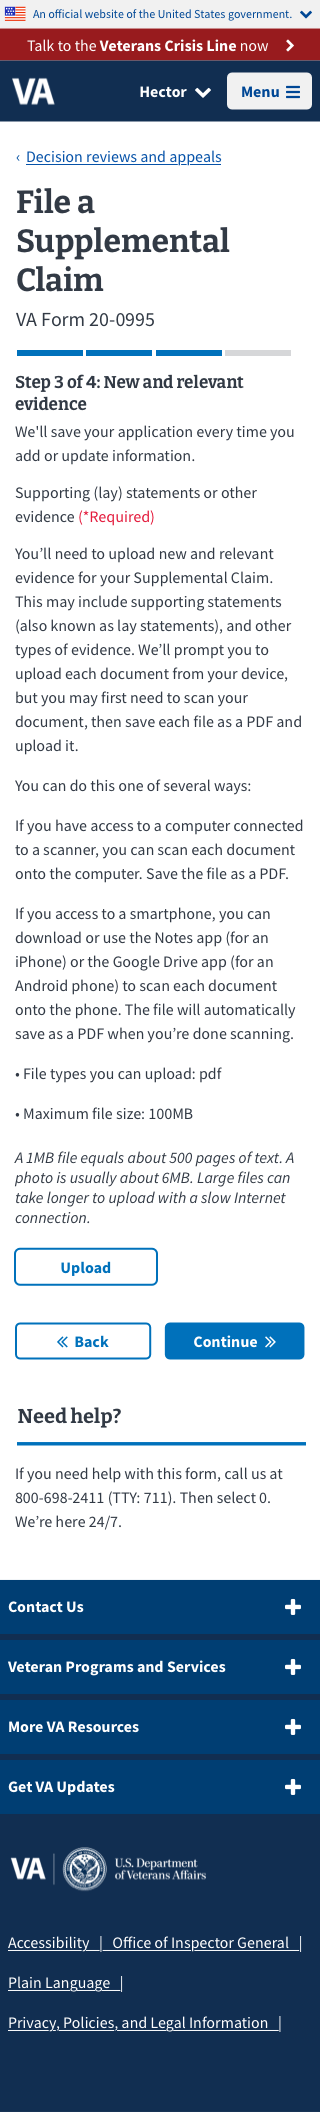 An official website of the United States government.
Talk to the Veterans Crisis Line now
VA
Hector
Menu
‹ Decision reviews and appeals
File a
Supplemental
Claim
VA Form 20-0995
Step 3 of 4: New and relevant
evidence
We'll save your application every time you
add or update information.
Supporting (lay) statements or other
evidence (*Required)
You’ll need to upload new and relevant
evidence for your Supplemental Claim.
This may include supporting statements
(also known as lay statements), and other
types of evidence. We’ll prompt you to
upload each document from your device,
but you may first need to scan your
document, then save each file as a PDF and
upload it.
You can do this one of several ways:
If you have access to a computer connected
to a scanner, you can scan each document
onto the computer. Save the file as a PDF.
If you access to a smartphone, you can
download or use the Notes app (for an
iPhone) or the Google Drive app (for an
Android phone) to scan each document
onto the phone. The file will automatically
save as a PDF when you’re done scanning.
• File types you can upload: pdf
• Maximum file size: 100MB
A 1MB file equals about 500 pages of text. A
photo is usually about 6MB. Large files can
take longer to upload with a slow Internet
connection.
Upload
Back
Continue
Need help?
If you need help with this form, call us at
800-698-2411 (TTY: 711). Then select 0.
We’re here 24/7.
Contact Us
Veteran Programs and Services
More VA Resources
Get VA Updates
VA
U.S. Department
of Veterans Affairs
Accessibility | Office of Inspector General |
Plain Language |
Privacy, Policies, and Legal Information |